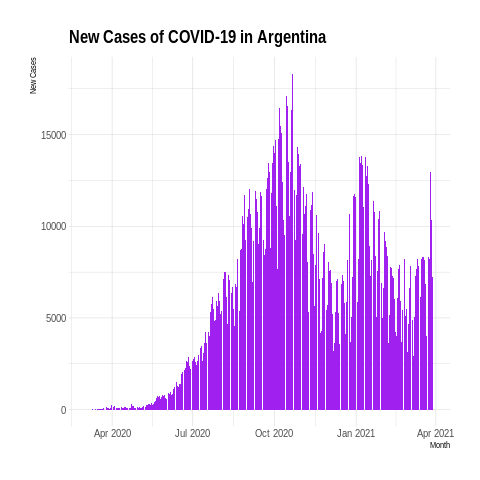 New Cases of COVID-19 in Argentina
New Cases
15000
10000
5000
0
Apr 2020 Jul 2020 Oct 2020 Jan 2021 Apr 2021
Month